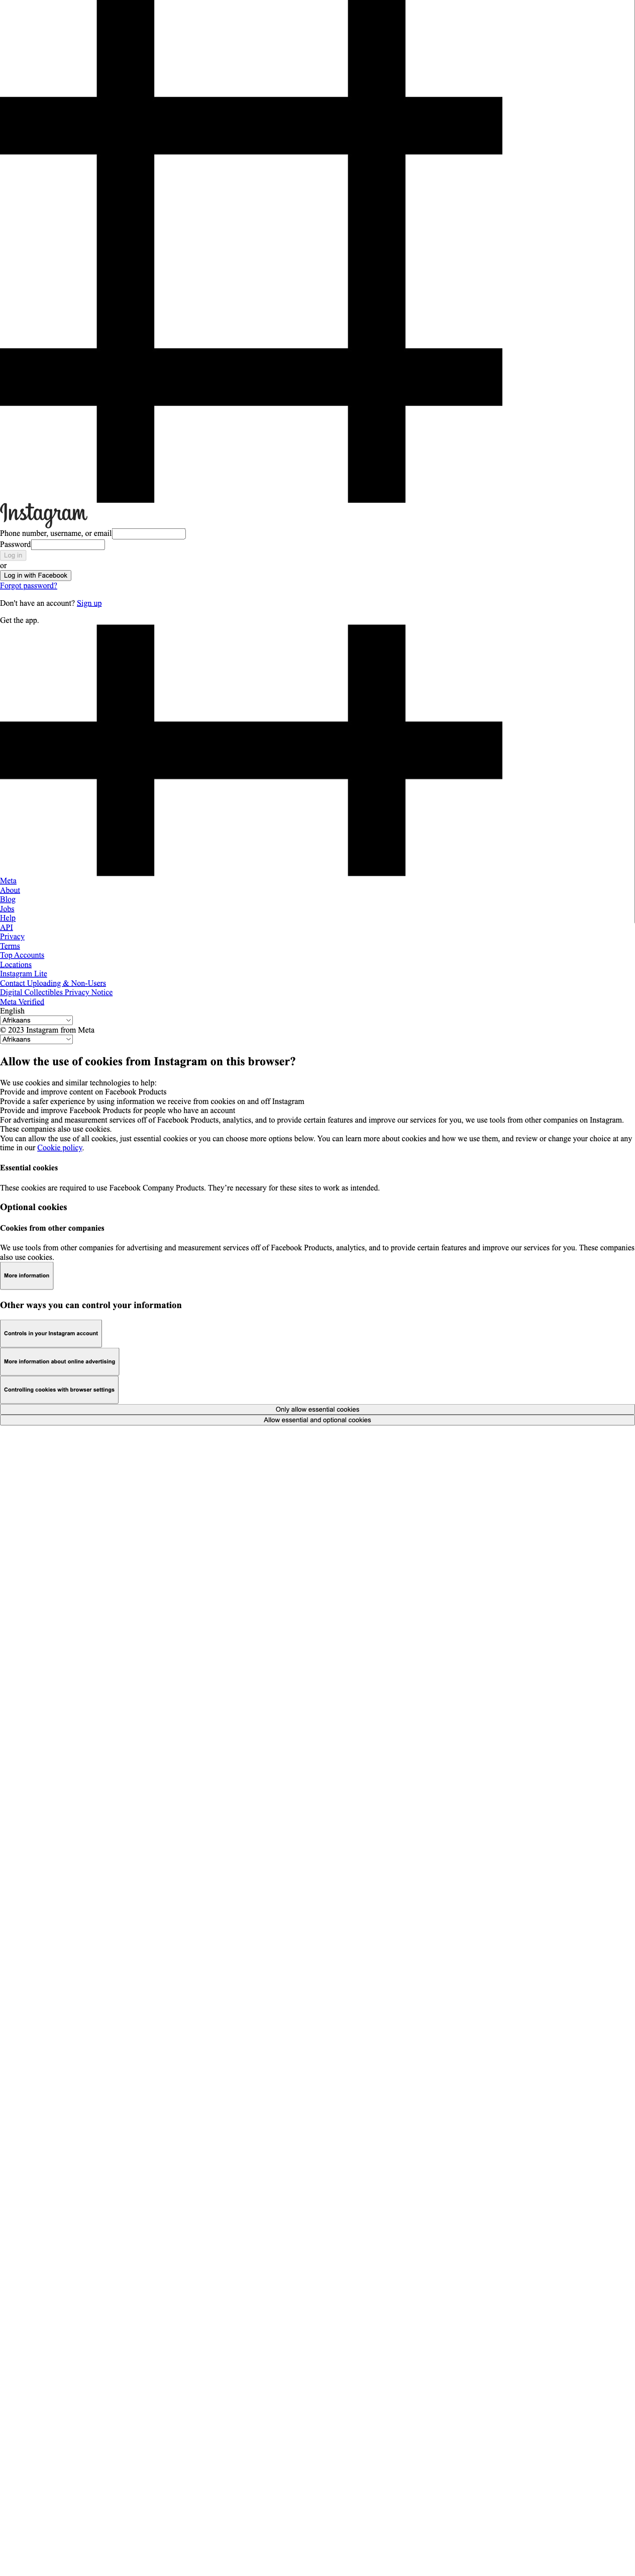 Instagram
Phone number, username, or email
Password
Log in
or
Log in with Facebook
Forgot password?
Don't have an account? Sign up
Get the app.
Meta
About
Blog
Jobs
Help
API
Privacy
Terms
Top Accounts
Locations
Instagram Lite
Contact Uploading & Non-Users
Digital Collectibles Privacy Notice
Meta Verified
English
Afrikaans
© 2023 Instagram from Meta
Afrikaans
Allow the use of cookies from Instagram on this browser?
We use cookies and similar technologies to help:
Provide and improve content on Facebook Products
Provide a safer experience by using information we receive from cookies on and off Instagram
Provide and improve Facebook Products for people who have an account
For advertising and measurement services off of Facebook Products, analytics, and to provide certain features and improve our services for you, we use tools from other companies on Instagram.
These companies also use cookies.
You can allow the use of all cookies, just essential cookies or you can choose more options below. You can learn more about cookies and how we use them, and review or change your choice at any
time in our Cookie policy.
Essential cookies
These cookies are required to use Facebook Company Products. They’re necessary for these sites to work as intended.
Optional cookies
Cookies from other companies
We use tools from other companies for advertising and measurement services off of Facebook Products, analytics, and to provide certain features and improve our services for you. These companies
also use cookies.
More information
Other ways you can control your information
Controls in your Instagram account
More information about online advertising
Controlling cookies with browser settings
Only allow essential cookies
Allow essential and optional cookies